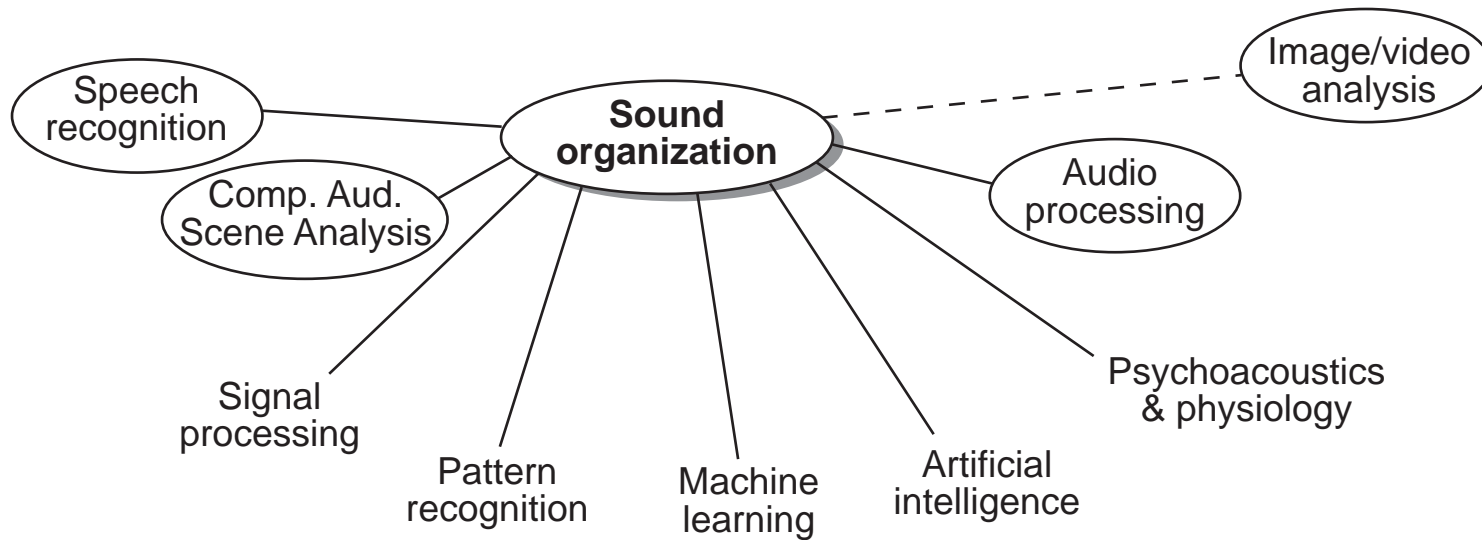 Speech
recognition
Sound
organization
Image/video
analysis
Comp. Aud.
Scene Analysis
Audio
processing
Signal
processing
Pattern
recognition
Machine
learning
Artificial
intelligence
Psychoacoustics
& physiology